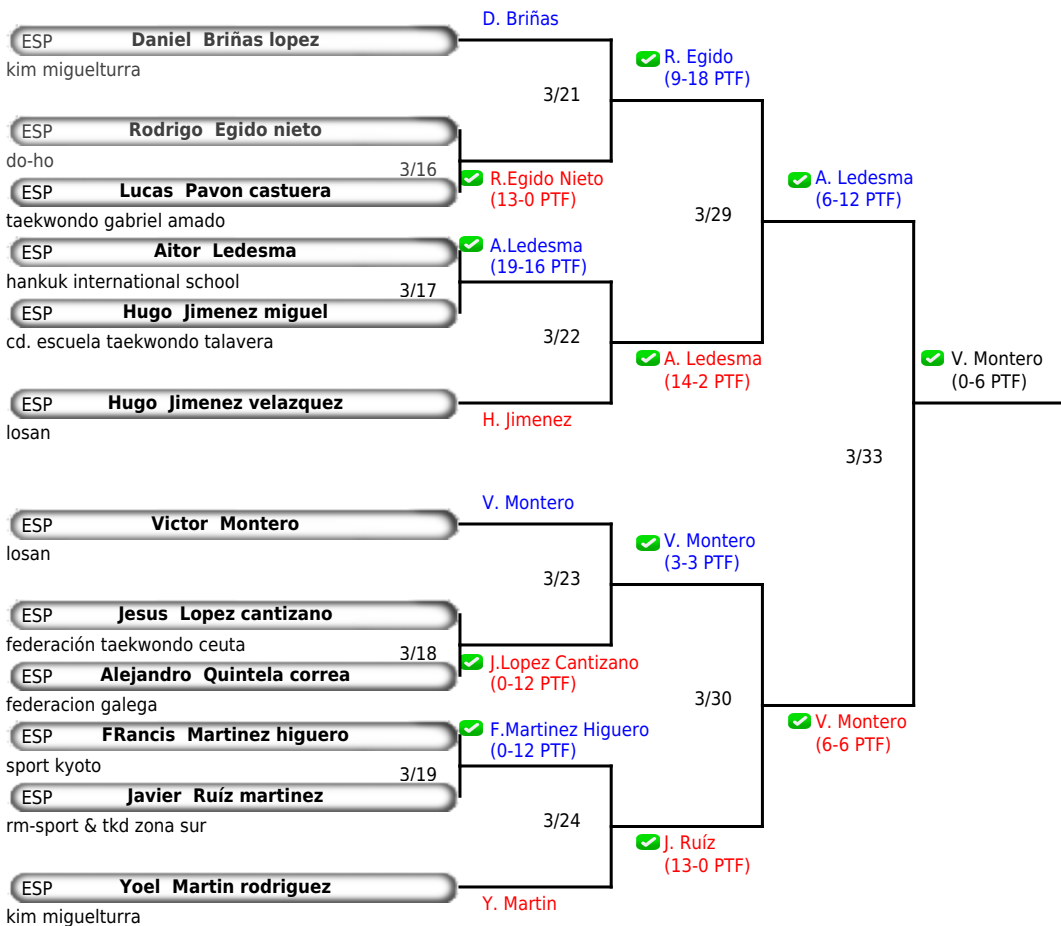 D. Briñas
ESP Daniel Briñas lopez
kim miguelturra
R. Egido
(9-18 PTF)
3/21
ESP Rodrigo Egido nieto
do-ho
3/16
R.Egido Nieto
(13-0 PTF)
ESP Lucas Pavon castuera
taekwondo gabriel amado
A. Ledesma
(6-12 PTF)
3/29
ESP Aitor Ledesma
hankuk international school
A.Ledesma
(19-16 PTF)
3/17
ESP Hugo Jimenez miguel
cd. escuela taekwondo talavera
3/22
A. Ledesma
(14-2 PTF)
V. Montero
(0-6 PTF)
ESP Hugo Jimenez velazquez
losan
H. Jimenez
3/33
V. Montero
ESP Victor Montero
losan
V. Montero
(3-3 PTF)
3/23
ESP Jesus Lopez cantizano
federación taekwondo ceuta
3/18
J.Lopez Cantizano
(0-12 PTF)
ESP Alejandro Quintela correa
federacion galega
3/30
V. Montero
(6-6 PTF)
ESP FRancis Martinez higuero
sport kyoto
F.Martinez Higuero
(0-12 PTF)
3/19
ESP Javier Ruíz martinez
rm-sport & tkd zona sur
3/24
J. Ruíz
(13-0 PTF)
ESP Yoel Martin rodriguez
kim miguelturra
Y. Martin